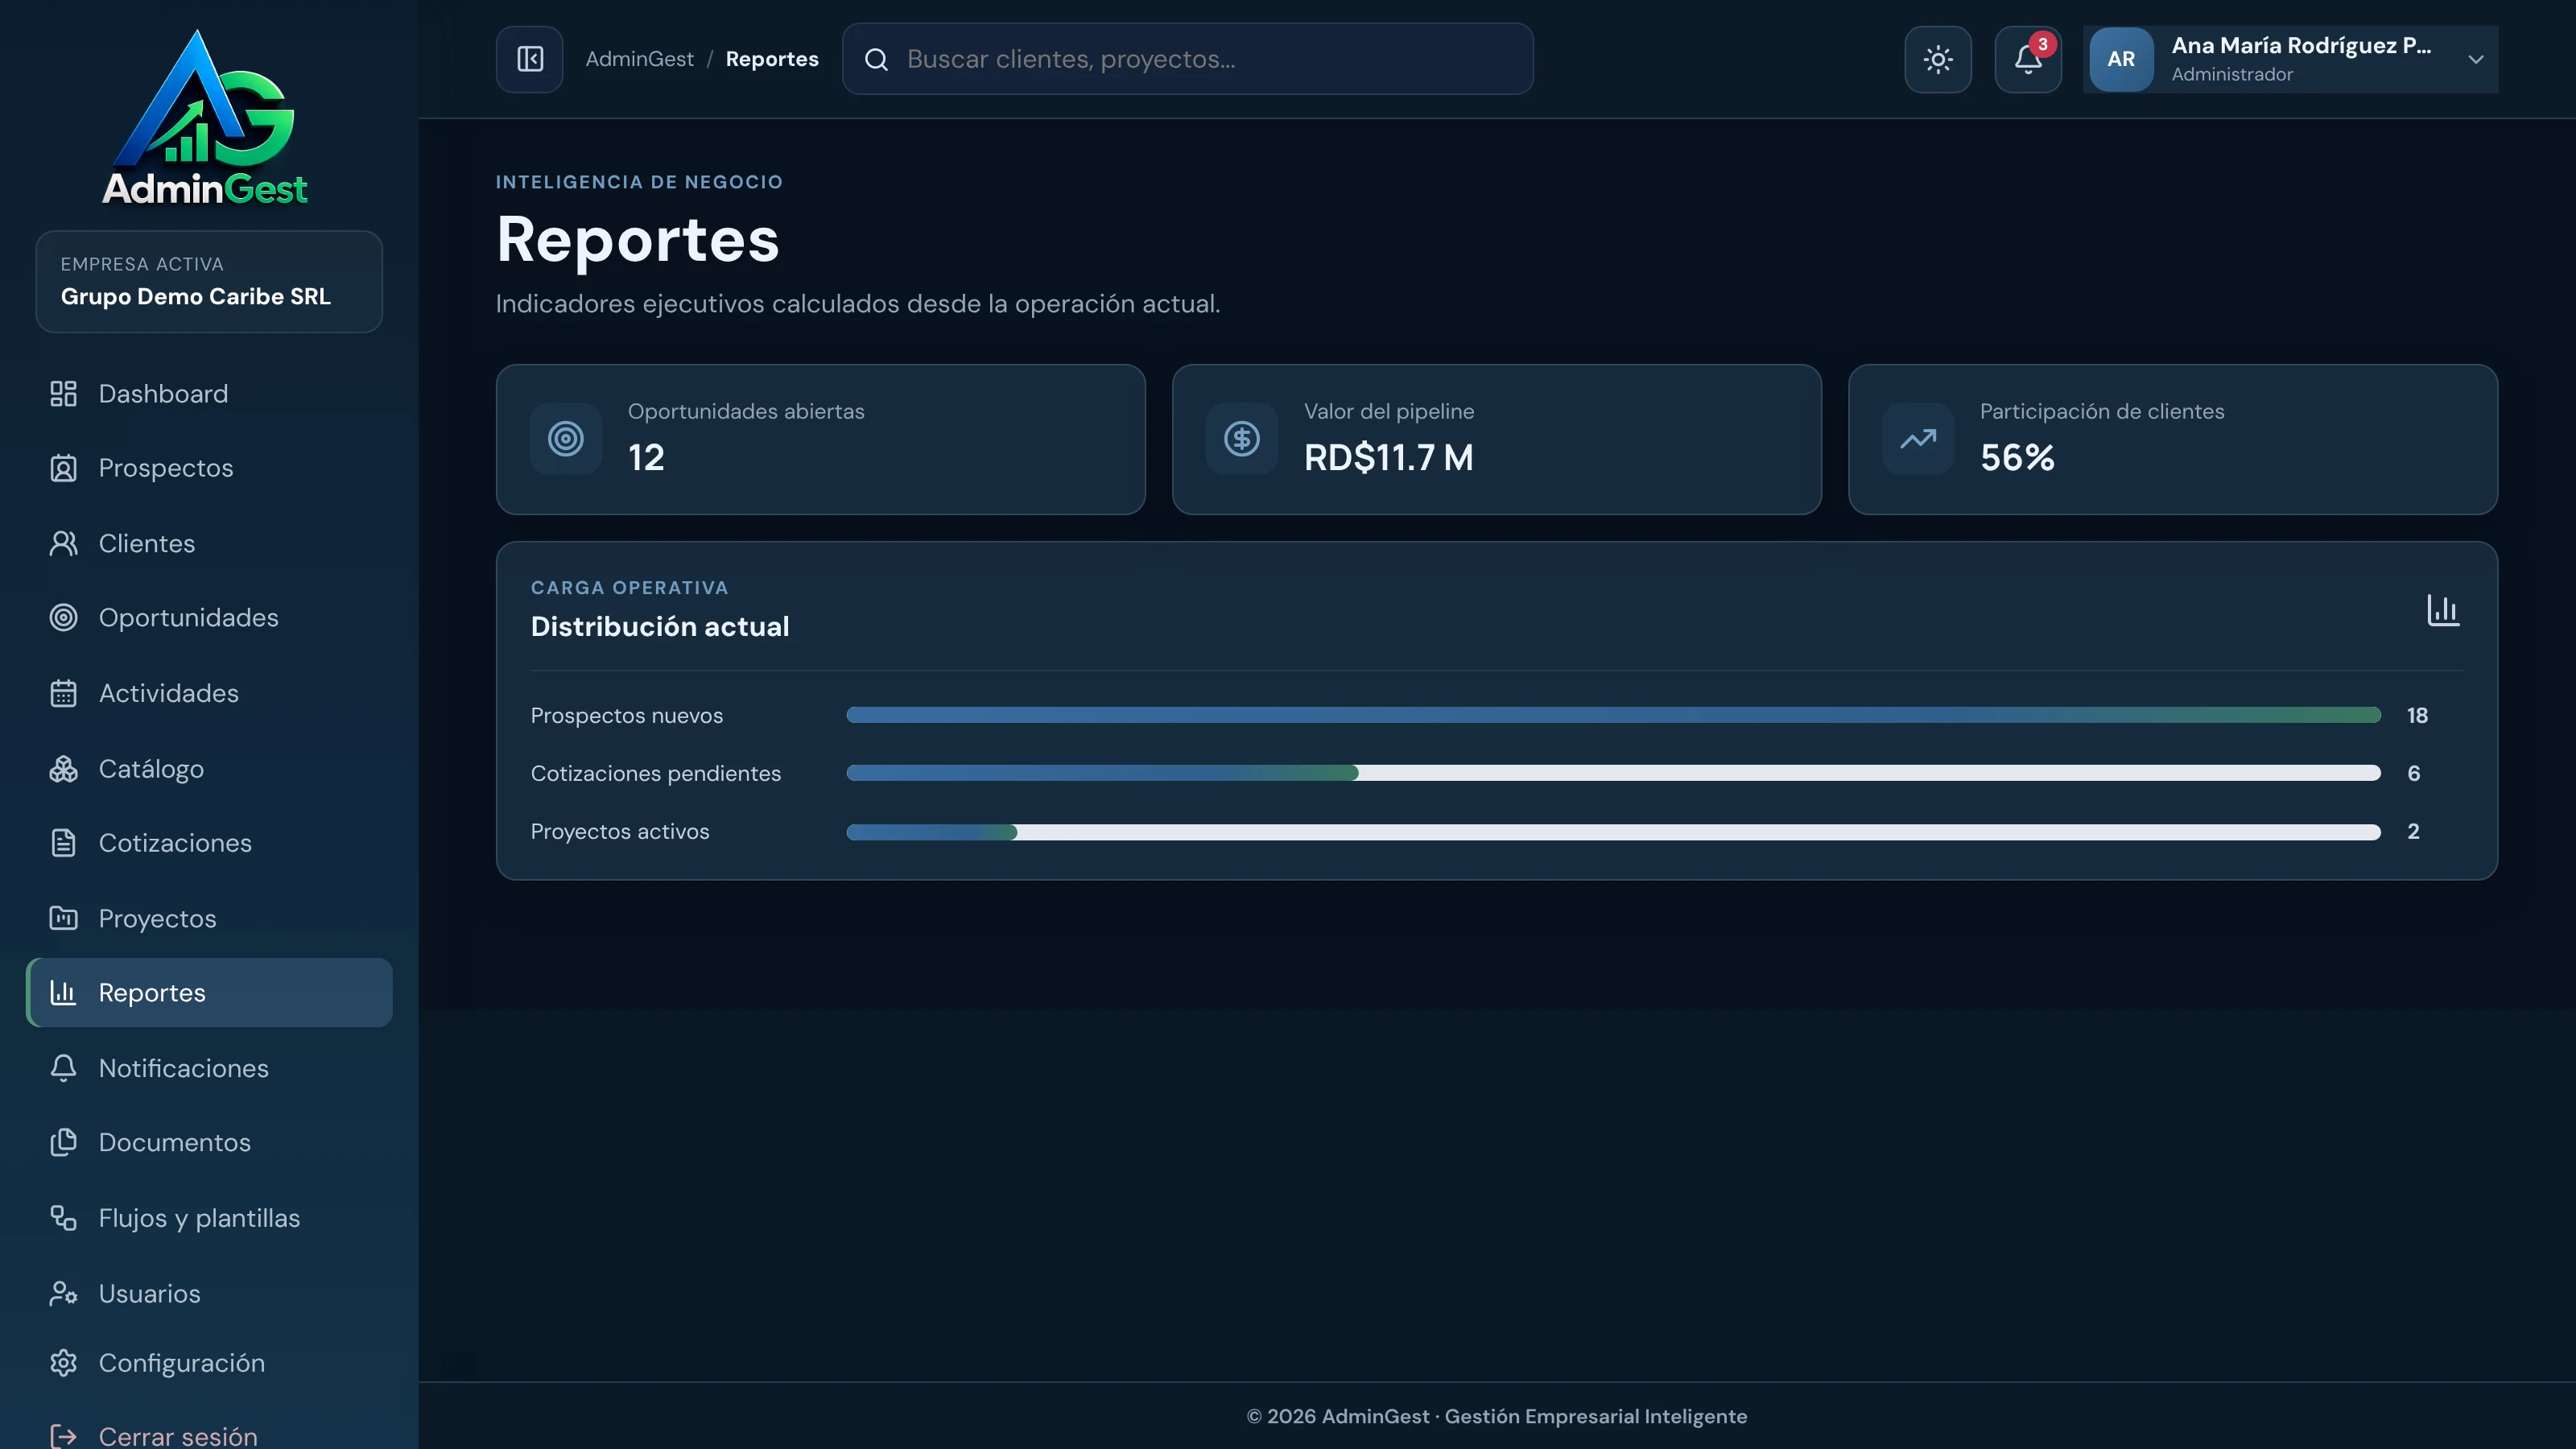 AdminGest
EMPRESA ACTIVA
Grupo Demo Caribe SRL
Dashboard
Prospectos
Clientes
Oportunidades
Actividades
Catálogo
Cotizaciones
Proyectos
Reportes
Notificaciones
Documentos
Flujos y plantillas
Usuarios
Configuración
Cerrar sesión
AdminGest / Reportes
Buscar clientes, proyectos...
3
AR
Ana María Rodríguez P...
Administrador
INTELIGENCIA DE NEGOCIO
Reportes
Indicadores ejecutivos calculados desde la operación actual.
Oportunidades abiertas
12
Valor del pipeline
RD$11.7 M
Participación de clientes
56%
CARGA OPERATIVA
Distribución actual
Prospectos nuevos 18
Cotizaciones pendientes 6
Proyectos activos 2
© 2026 AdminGest · Gestión Empresarial Inteligente